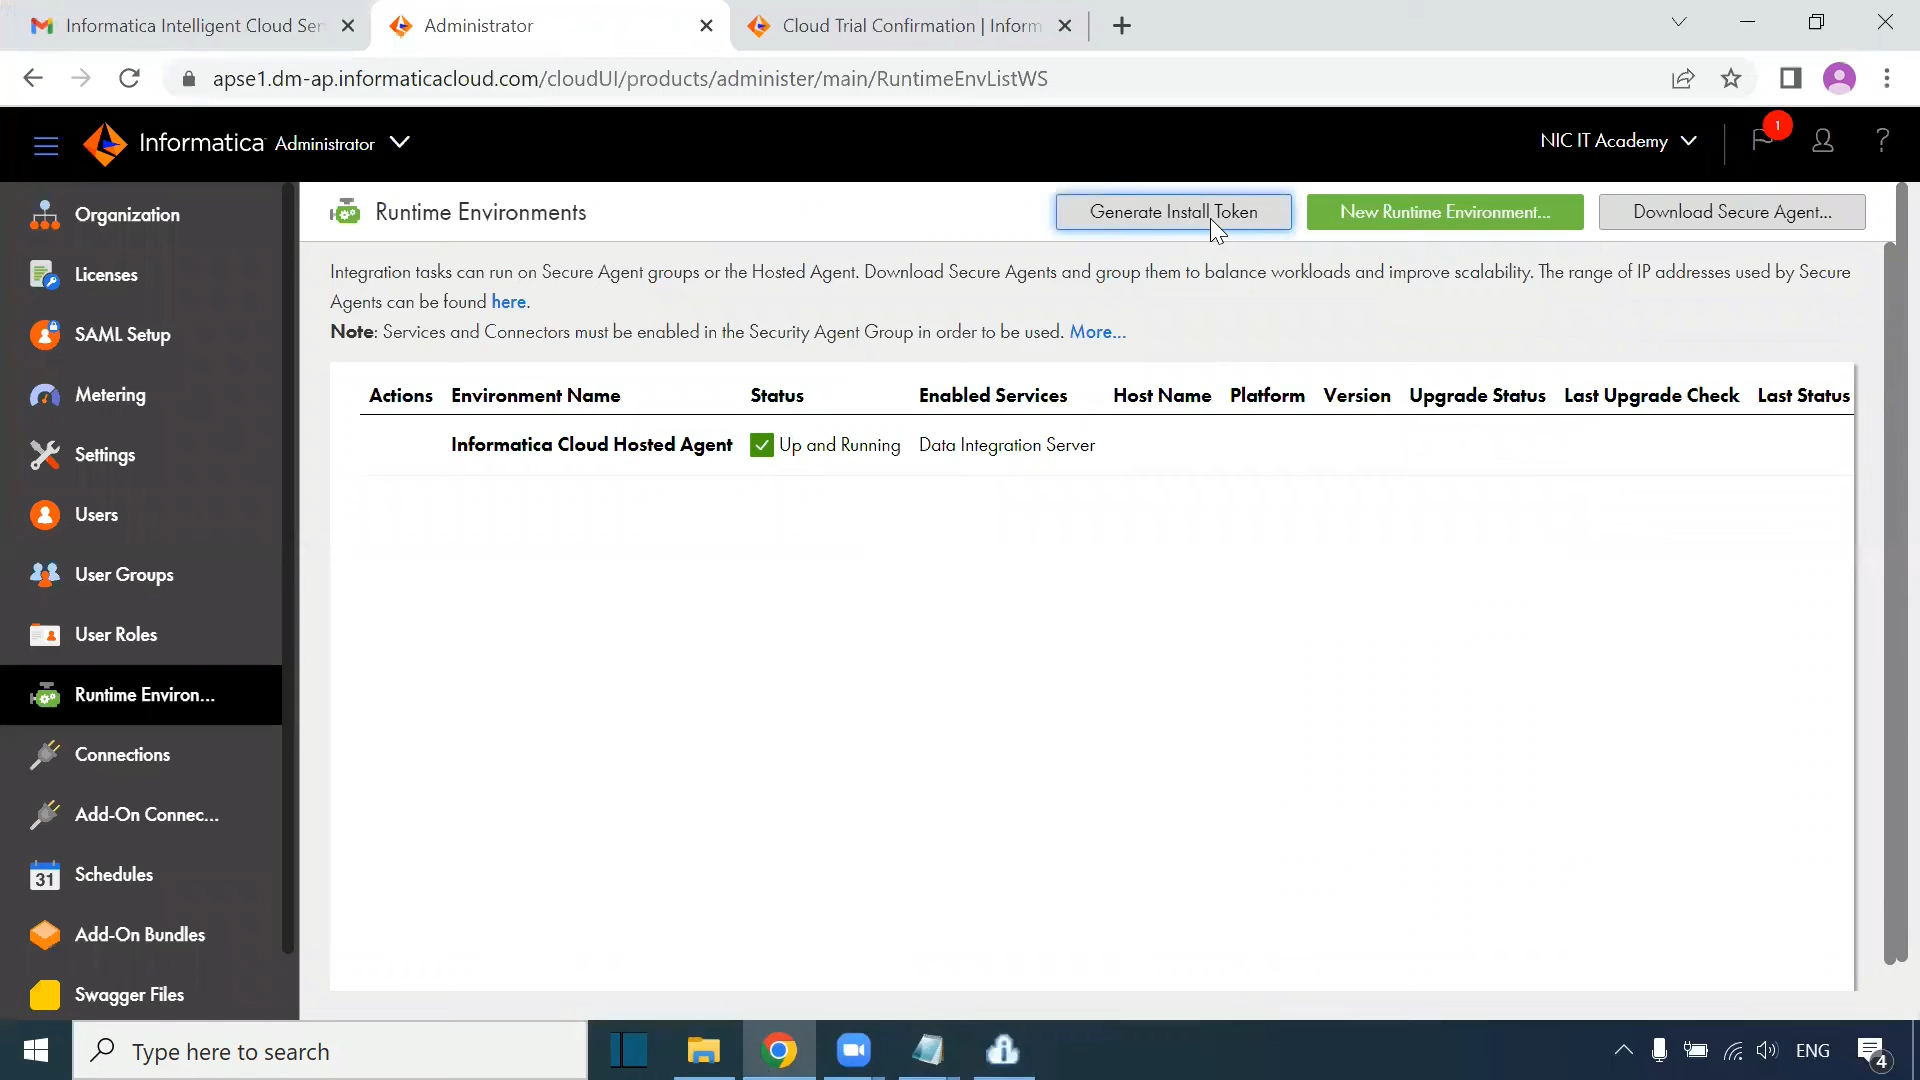 Informatica Intelligent Cloud Ser
Administrator
Cloud Trial Confirmation | Inform
apse1.dm-ap.informaticacloud.com/cloudUI/products/administer/main/RuntimeEnvListWS
Informatica Administrator
NIC IT Academy
1
?
Organization
Licenses
SAML Setup
Metering
Settings
Users
User Groups
User Roles
Runtime Environ...
Connections
Add-On Connec...
31
Schedules
Add-On Bundles
Swagger Files
Runtime Environments
Generate Install Token
New Runtime Environment...
Download Secure Agent...
Integration tasks can run on Secure Agent groups or the Hosted Agent. Download Secure Agents and group them to balance workloads and improve scalability. The range of IP addresses used by Secure
Agents can be found here.
Note: Services and Connectors must be enabled in the Security Agent Group in order to be used. More...
Actions Environment Name Status Enabled Services Host Name Platform Version Upgrade Status Last Upgrade Check Last Status
Informatica Cloud Hosted Agent Up and Running Data Integration Server
Type here to search
ENG
4